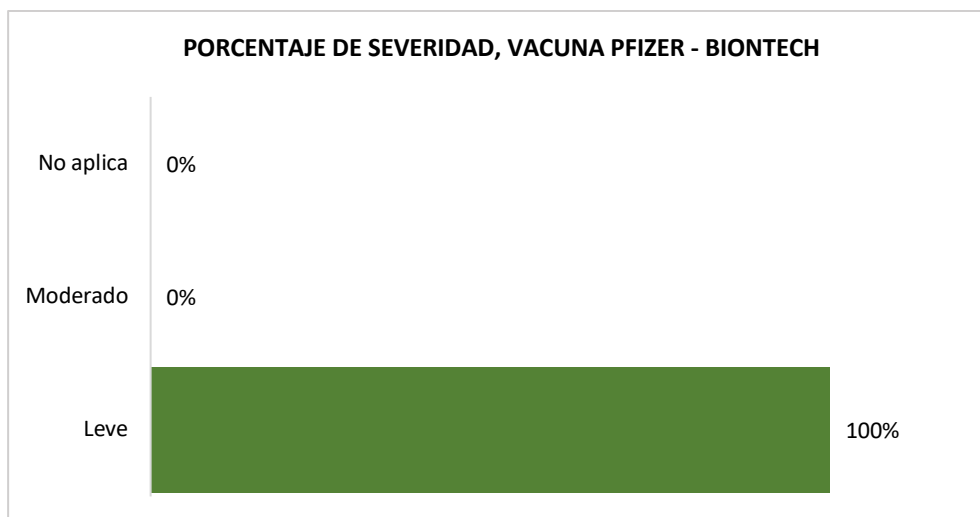 PORCENTAJE DE SEVERIDAD, VACUNA PFIZER - BIONTECH
No aplica 0%
Moderado 0%
Leve 100%